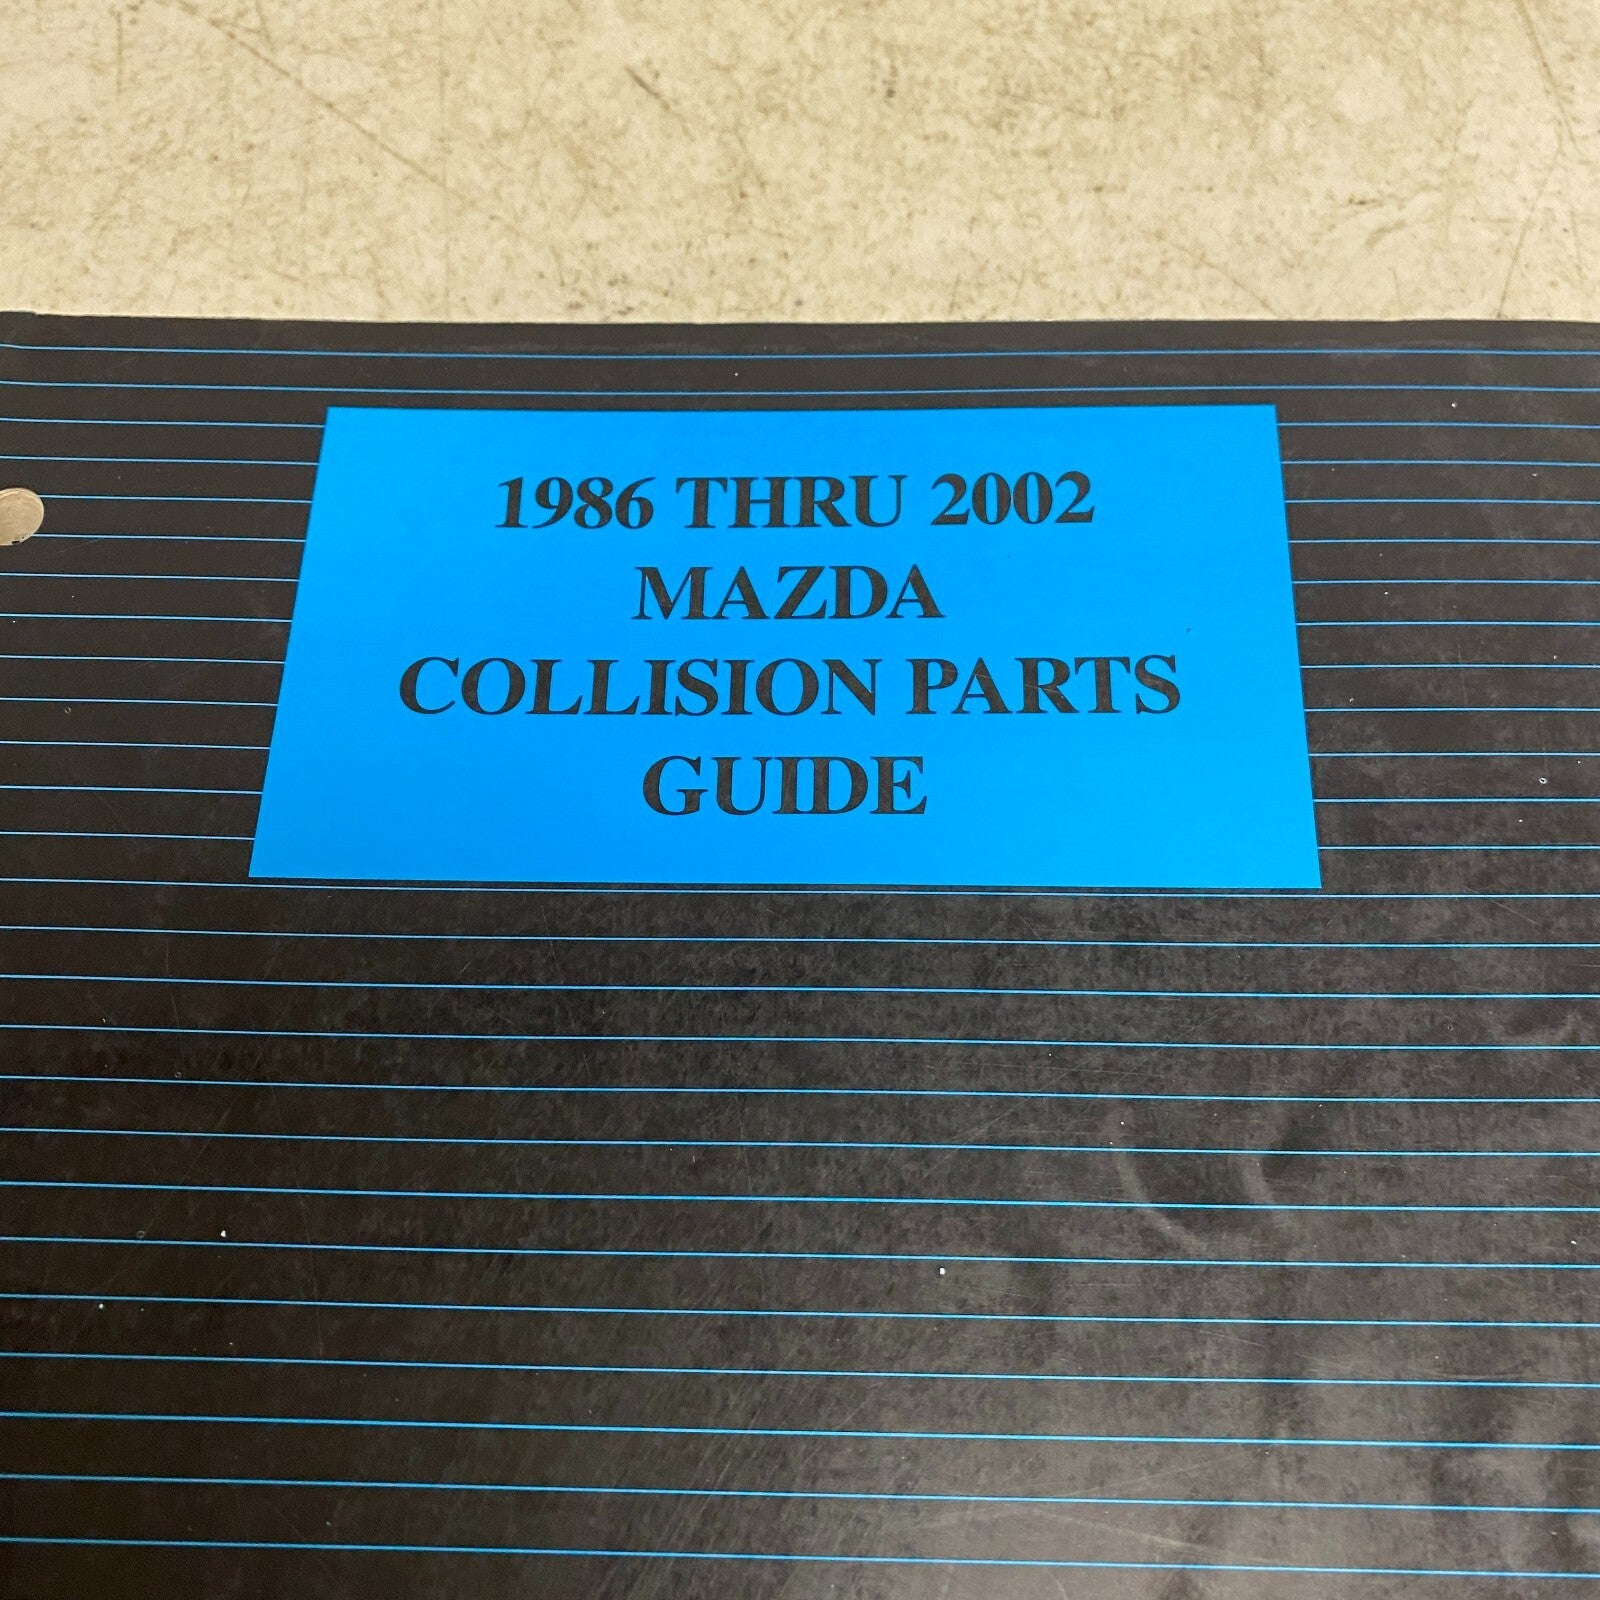 1986 THRU 2002
MAZDA
COLLISION PARTS
GUIDE